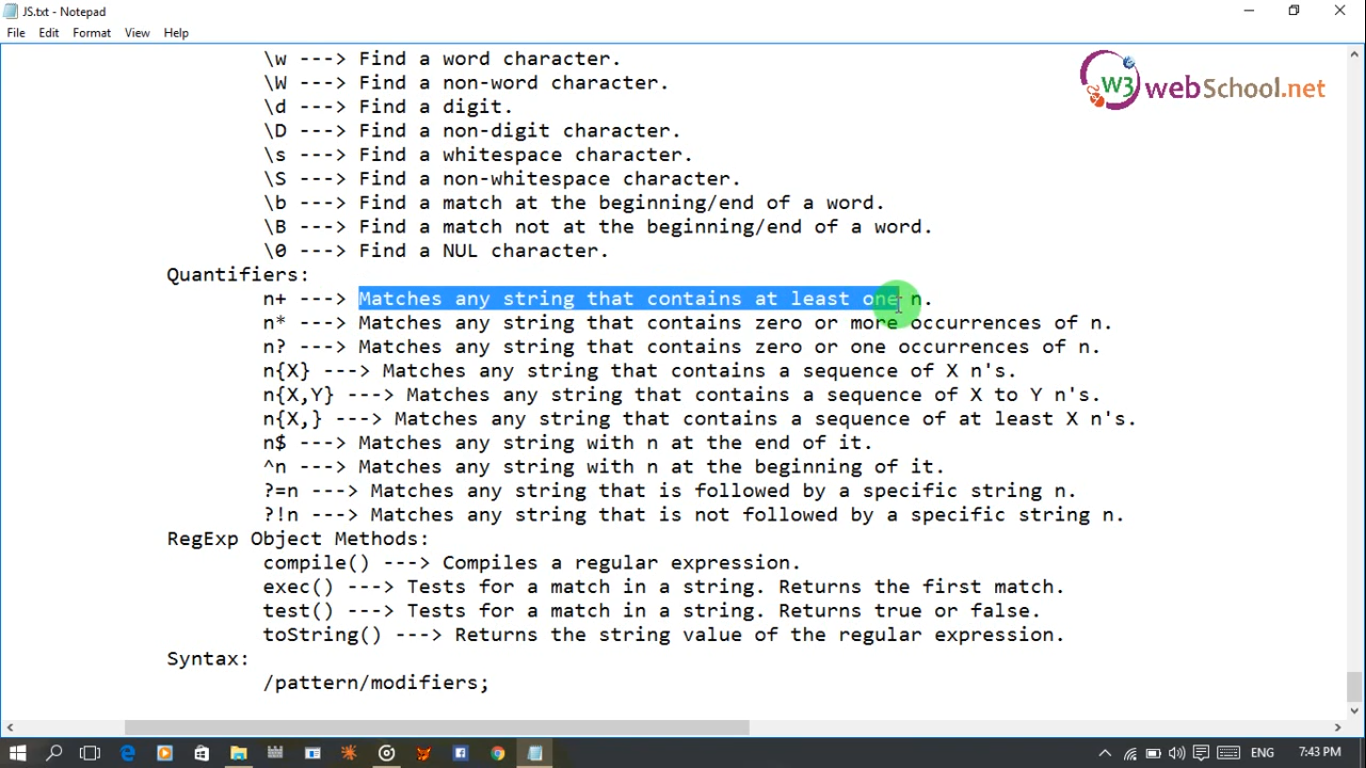 JS.txt - Notepad
File Edit Format View Help
\w ---> Find a word character.
\W ---> Find a non-word character.
\d ---> Find a digit.
\D ---> Find a non-digit character.
\s ---> Find a whitespace character.
\S ---> Find a non-whitespace character.
\b ---> Find a match at the beginning/end of a word.
\B ---> Find a match not at the beginning/end of a word.
\0 ---> Find a NUL character.
Quantifiers:
n+ ---> Matches any string that contains at least one n.
n* ---> Matches any string that contains zero or more occurrences of n.
n? ---> Matches any string that contains zero or one occurrences of n.
n{X} ---> Matches any string that contains a sequence of X n's.
n{X,Y} ---> Matches any string that contains a sequence of X to Y n's.
n{X,} ---> Matches any string that contains a sequence of at least X n's.
n$ ---> Matches any string with n at the end of it.
^n ---> Matches any string with n at the beginning of it.
?=n ---> Matches any string that is followed by a specific string n.
?!n ---> Matches any string that is not followed by a specific string n.
RegExp Object Methods:
compile() ---> Compiles a regular expression.
exec() ---> Tests for a match in a string. Returns the first match.
test() ---> Tests for a match in a string. Returns true or false.
toString() ---> Returns the string value of the regular expression.
Syntax:
/pattern/modifiers;
W3 webSchool.net
ENG 7:43 PM